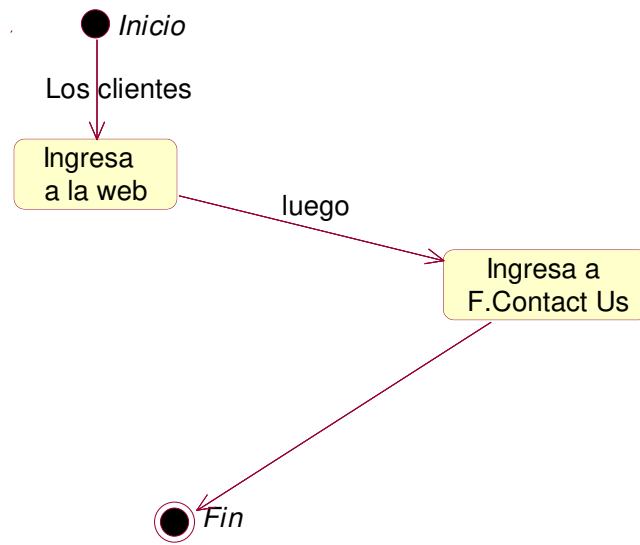 Inicio
Los clientes
Ingresa
a la web
luego
Ingresa a
F.Contact Us
Fin